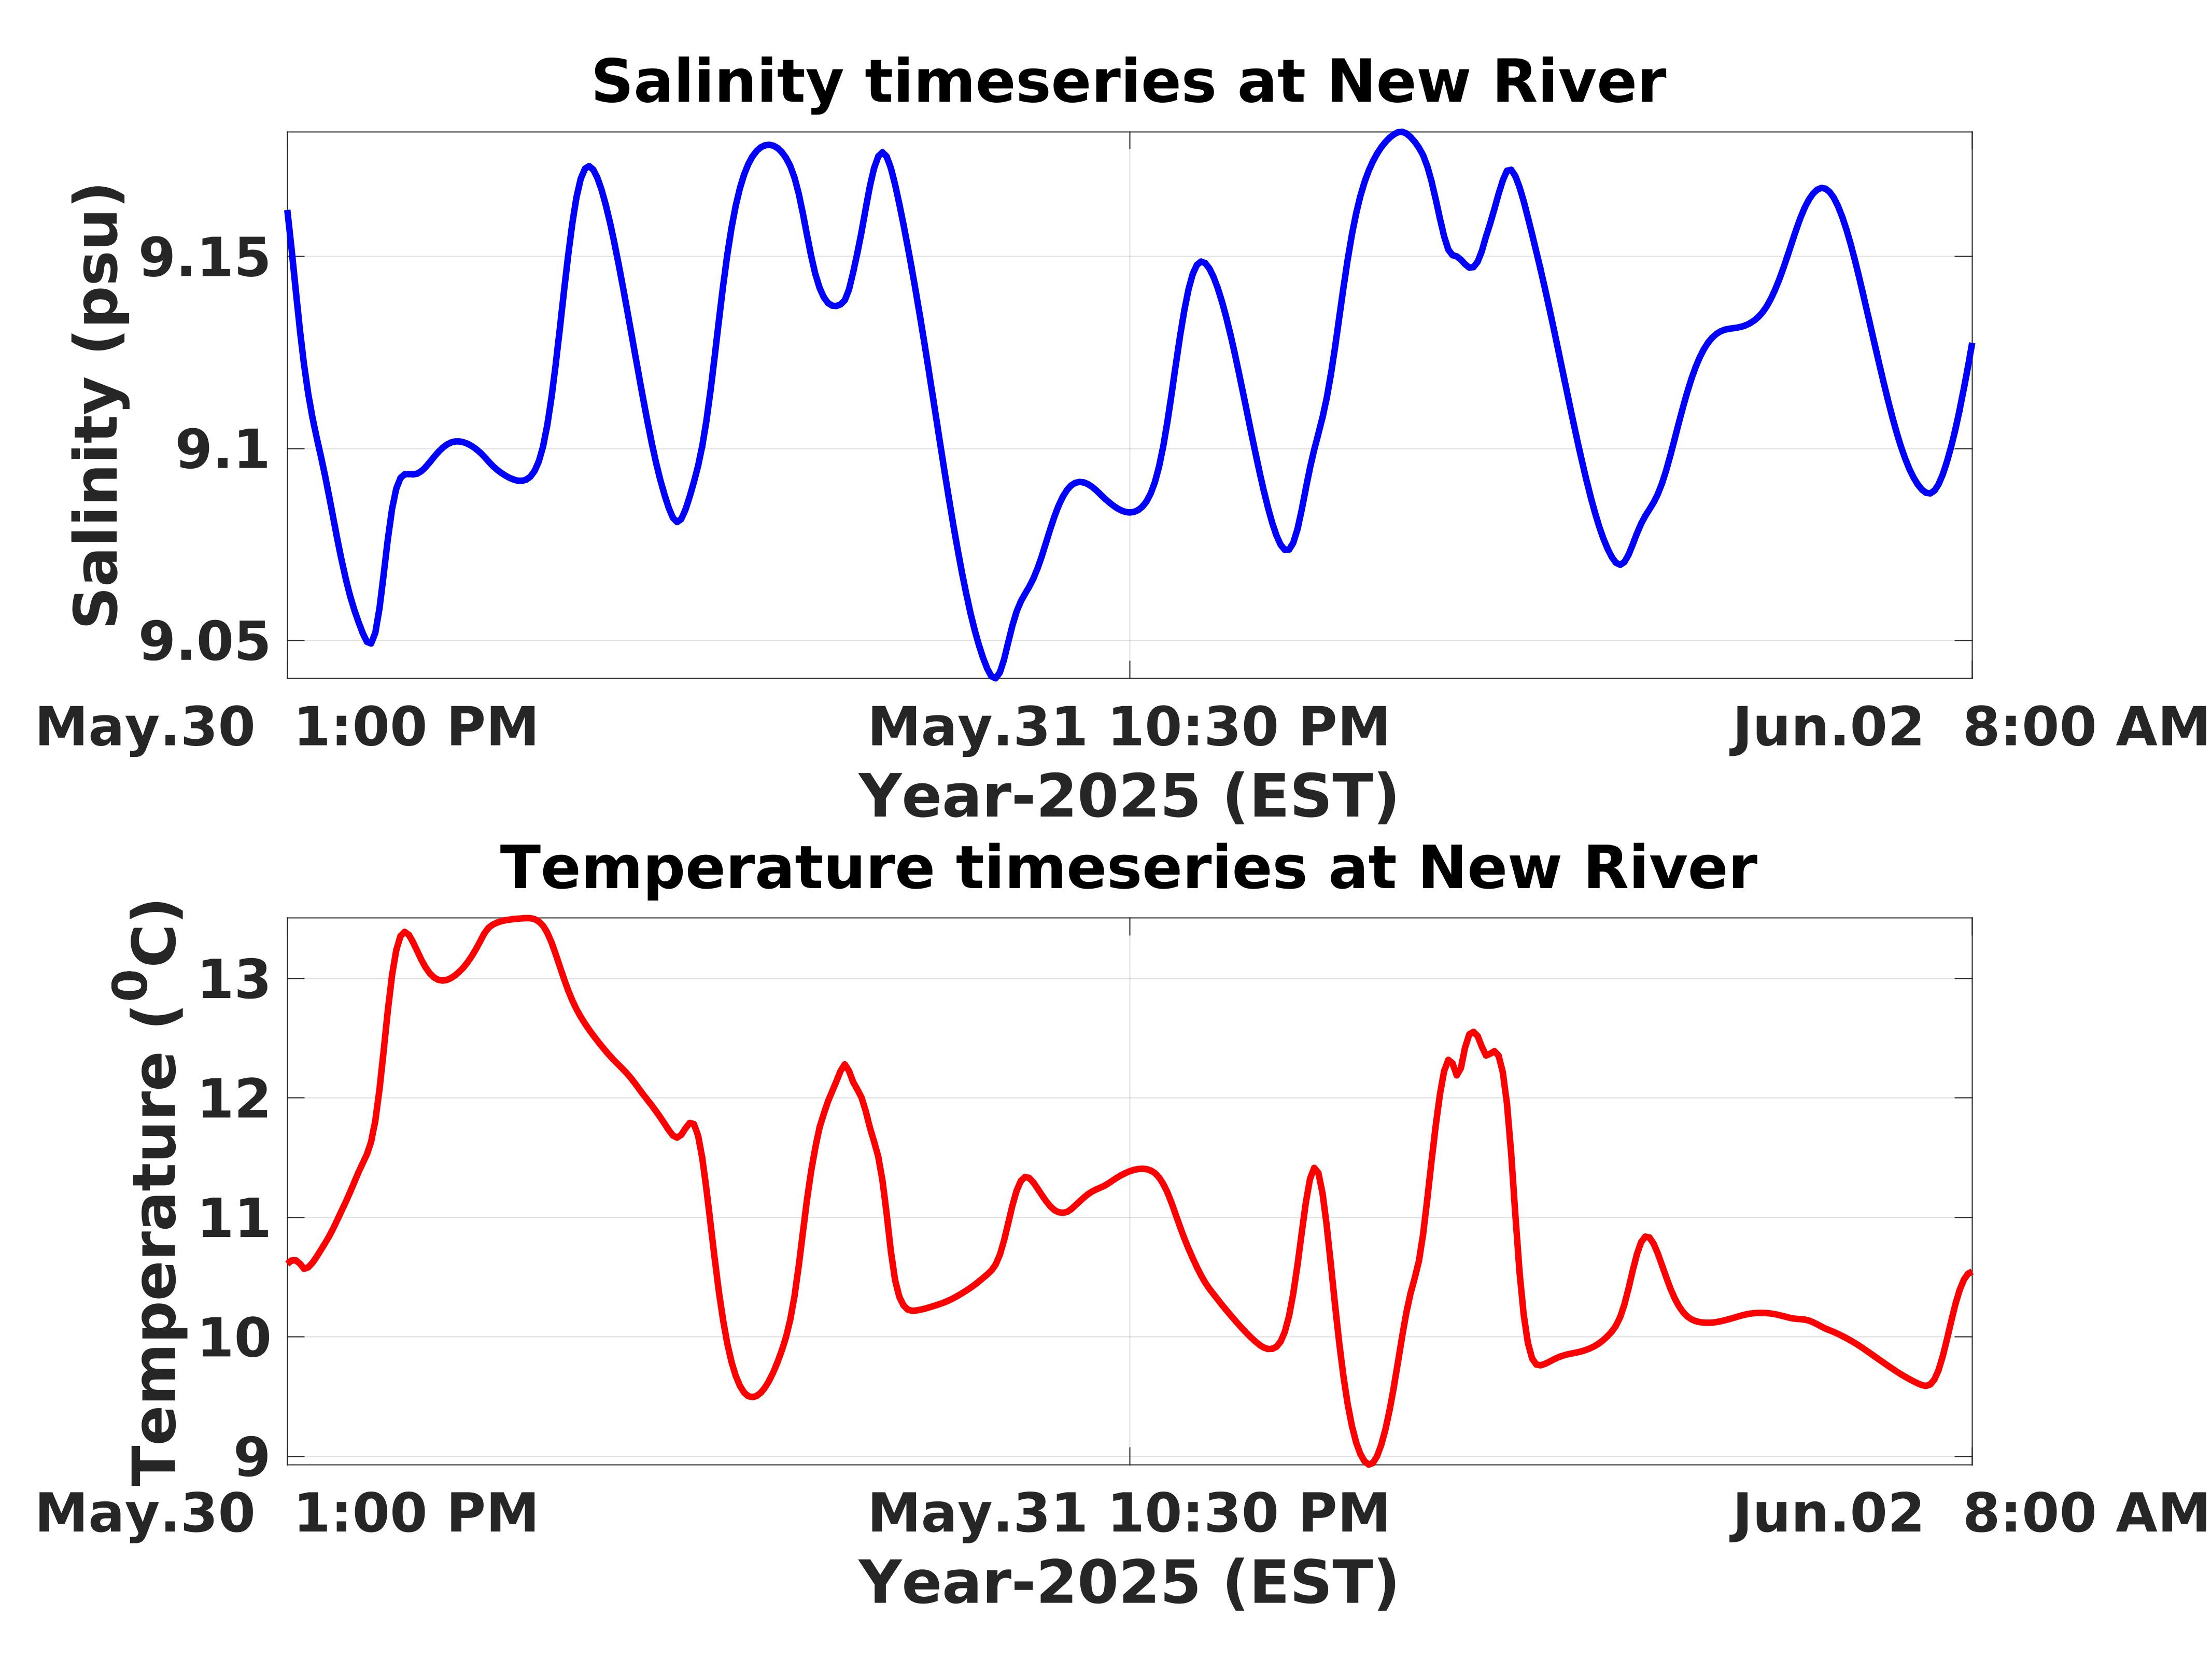 Salinity timeseries at New River
Salinity (psu)
9.15
9.1
9.05
May.30 1:00 PM
May.31 10:30 PM
Jun.02 8:00 AM
Year-2025 (EST)
Temperature timeseries at New River
Temperature (⁰C)
13
12
11
10
9
May.30 1:00 PM
May.31 10:30 PM
Jun.02 8:00 AM
Year-2025 (EST)